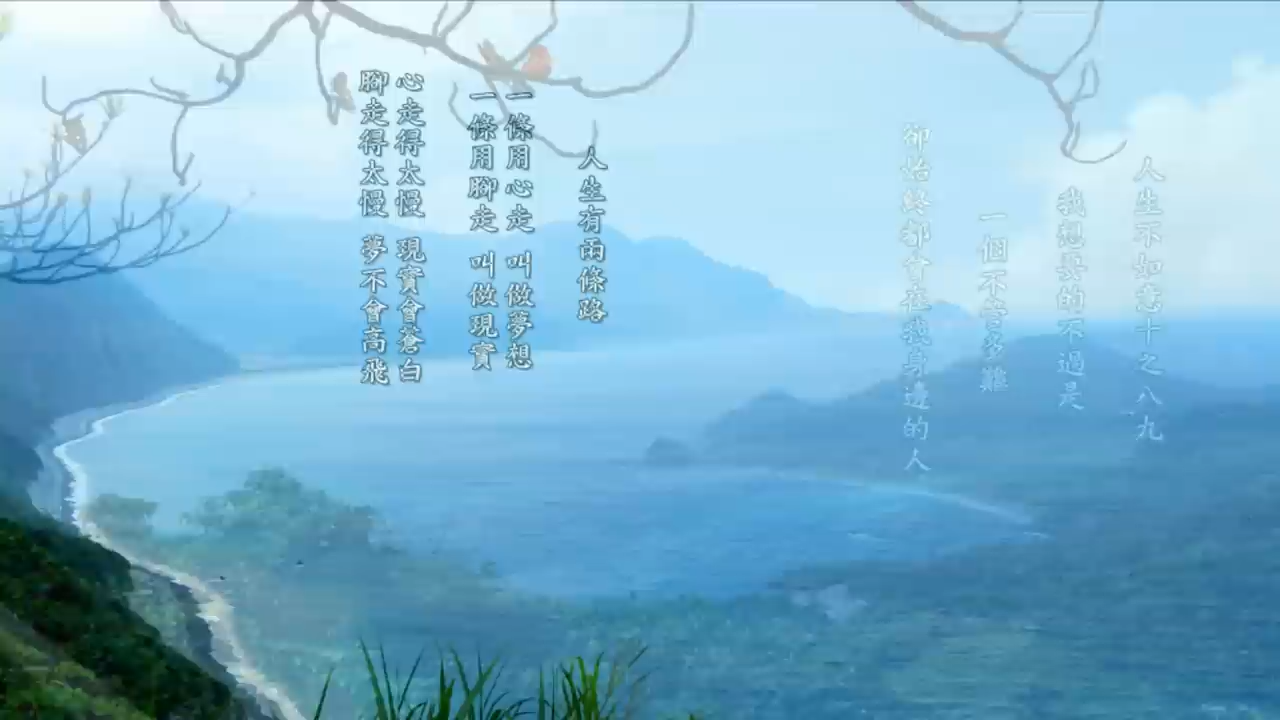 人生不如意十之八九
我想要的不過是
一個不
卻始終都會在我身邊的人
人生有兩條路
一條用心走 叫做夢想
一條用腳走 叫做現實
心走得太慢 現實會蒼白
腳走得太慢 夢不會高飛